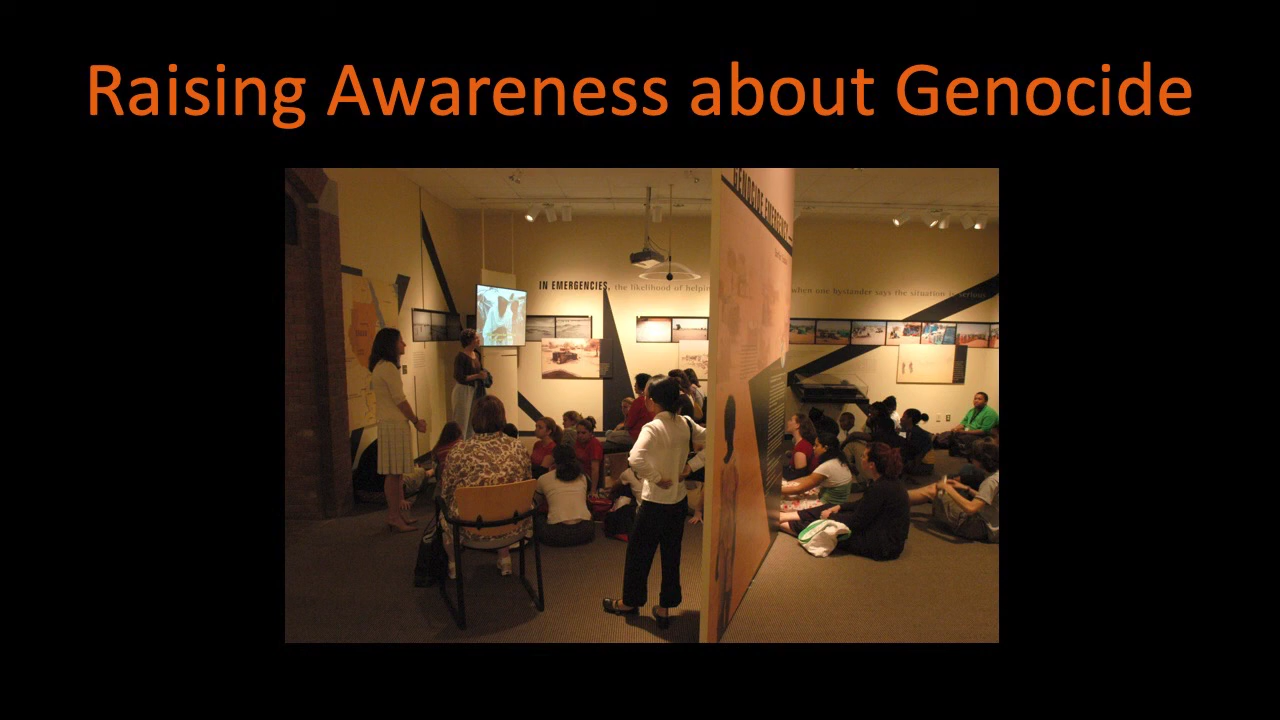 Raising Awareness about Genocide
GENOCIDE EMERGENCY
IN EMERGENCIES, the likelihood of helpin
when one bystander says the situation is serious